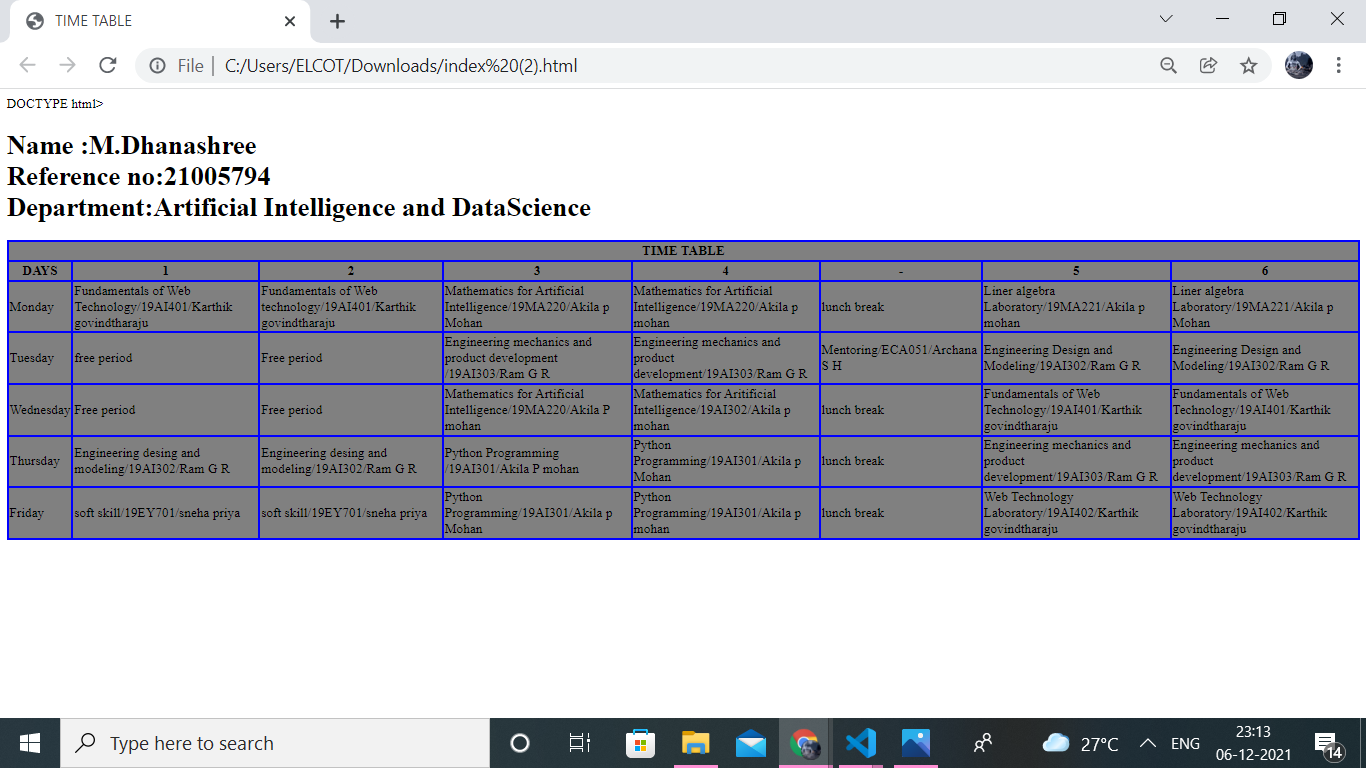 TIME TABLE
File
C:/Users/ELCOT/Downloads/index%20(2).html
DOCTYPE html>
Name :M.Dhanashree
Reference no:21005794
Department:Artificial Intelligence and DataScience
TIME TABLE
DAYS 1 2 3 4 - 5 6
Monday
Fundamentals of Web
Technology/19AI401/Karthik
govindtharaju
Fundamentals of Web
technology/19AI401/Karthik
govindtharaju
Mathematics for Artificial
Intelligence/19MA220/Akila p
Mohan
Mathematics for Artificial
Intelligence/19MA220/Akila p
mohan
lunch break
Liner algebra
Laboratory/19MA221/Akila p
mohan
Liner algebra
Laboratory/19MA221/Akila p
Mohan
Tuesday
free period
Free period
Engineering mechanics and
product development
/19AI303/Ram G R
Engineering mechanics and
product
development/19AI303/Ram G R
Mentoring/ECA051/Archana
S H
Engineering Design and
Modeling/19AI302/Ram G R
Engineering Design and
Modeling/19AI302/Ram G R
Wednesday
Free period
Free period
Mathematics for Artificial
Intelligence/19MA220/Akila P
mohan
Mathematics for Aritificial
Intelligence/19AI302/Akila p
mohan
lunch break
Fundamentals of Web
Technology/19AI401/Karthik
govindtharaju
Fundamentals of Web
Technology/19AI401/Karthik
govindtharaju
Thursday
Engineering desing and
modeling/19AI302/Ram G R
Engineering desing and
modeling/19AI302/Ram G R
Python Programming
/19AI301/Akila P mohan
Python
Programming/19AI301/Akila p
Mohan
lunch break
Engineering mechanics and
product
development/19AI303/Ram G R
Engineering mechanics and
product
development/19AI303/Ram G R
Friday
soft skill/19EY701/sneha priya
soft skill/19EY701/sneha priya
Python
Programming/19AI301/Akila p
Mohan
Python
Programming/19AI301/Akila p
mohan
lunch break
Web Technology
Laboratory/19AI402/Karthik
govindtharaju
Web Technology
Laboratory/19AI402/Karthik
govindtharaju
Type here to search
27°C
ENG
23:13
06-12-2021
14